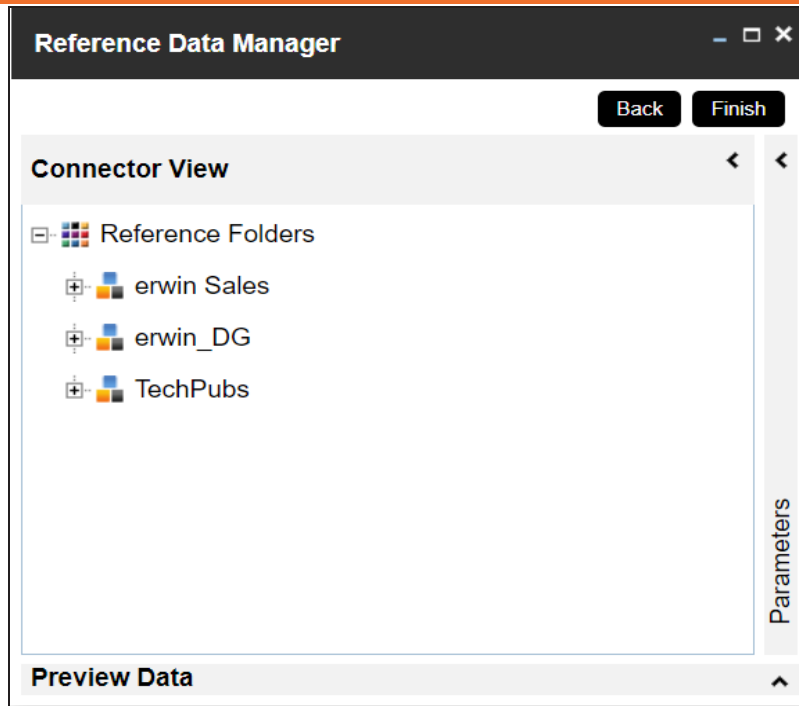 Reference Data Manager
Back Finish
Connector View
Reference Folders
erwin Sales
erwin_DG
TechPubs
Parameters
Preview Data